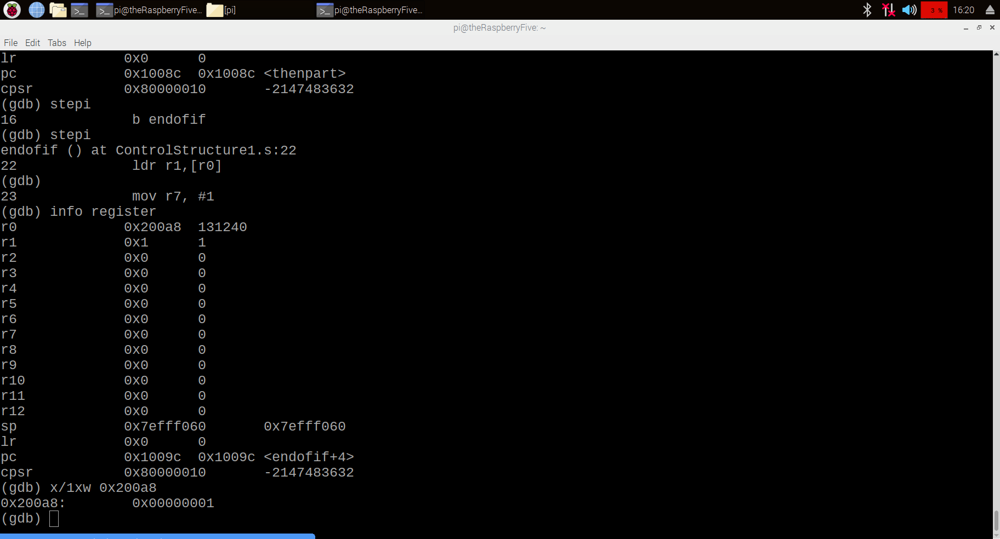 pi@theRaspberryFive... [pi] pi@theRaspberryFive... 3 % 16:20
pi@theRaspberryFive: ~
File Edit Tabs Help
lr 0x0 0
pc 0x1008c 0x1008c <thenpart>
cpsr 0x80000010 -2147483632
(gdb) stepi
16 b endofif
(gdb) stepi
endofif () at ControlStructure1.s:22
22 ldr r1,[r0]
(gdb)
23 mov r7, #1
(gdb) info register
r0 0x200a8 131240
r1 0x1 1
r2 0x0 0
r3 0x0 0
r4 0x0 0
r5 0x0 0
r6 0x0 0
r7 0x0 0
r8 0x0 0
r9 0x0 0
r10 0x0 0
r11 0x0 0
r12 0x0 0
sp 0x7efff060 0x7efff060
lr 0x0 0
pc 0x1009c 0x1009c <endofif+4>
cpsr 0x80000010 -2147483632
(gdb) x/1xw 0x200a8
0x200a8: 0x00000001
(gdb)